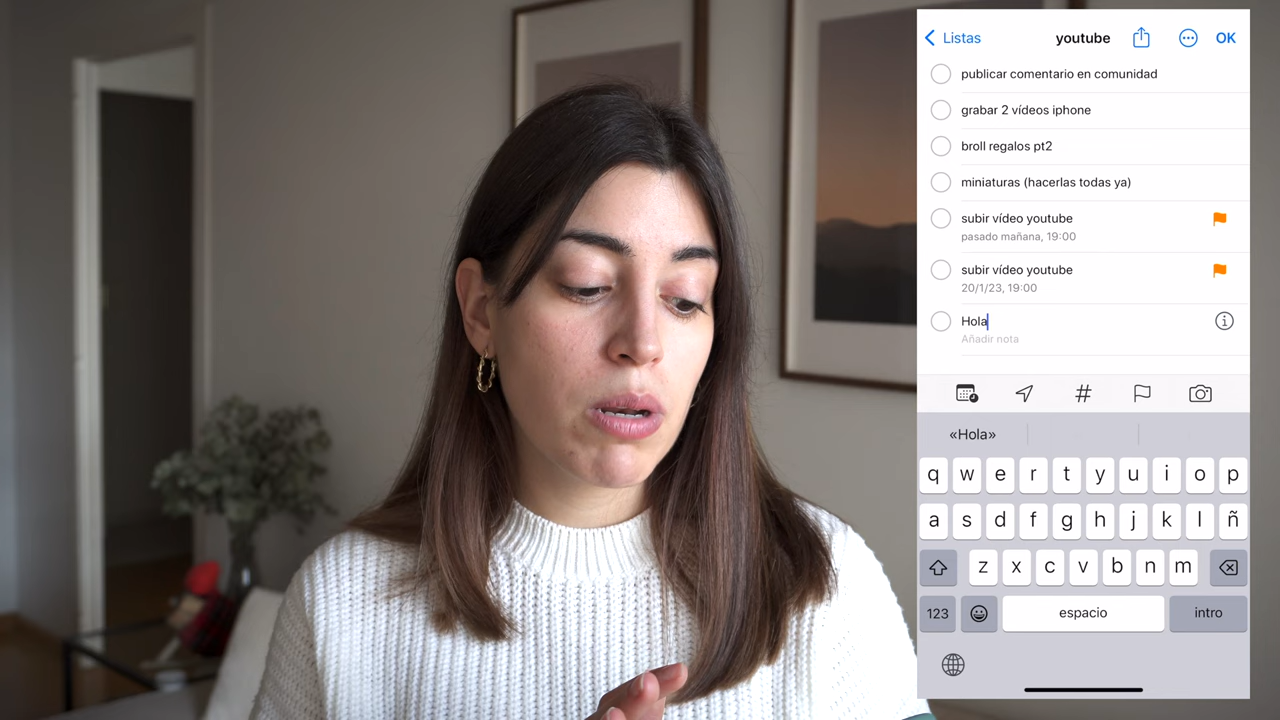 Listas youtube OK
publicar comentario en comunidad
grabar 2 vídeos iphone
broll regalos pt2
miniaturas (hacerlas todas ya)
subir vídeo youtube
pasado mañana, 19:00
subir vídeo youtube
20/1/23, 19:00
Hola
Añadir nota
«Hola»
q w e r t y u i o p
a s d f g h j k l ñ
z x c v b n m
123 espacio intro